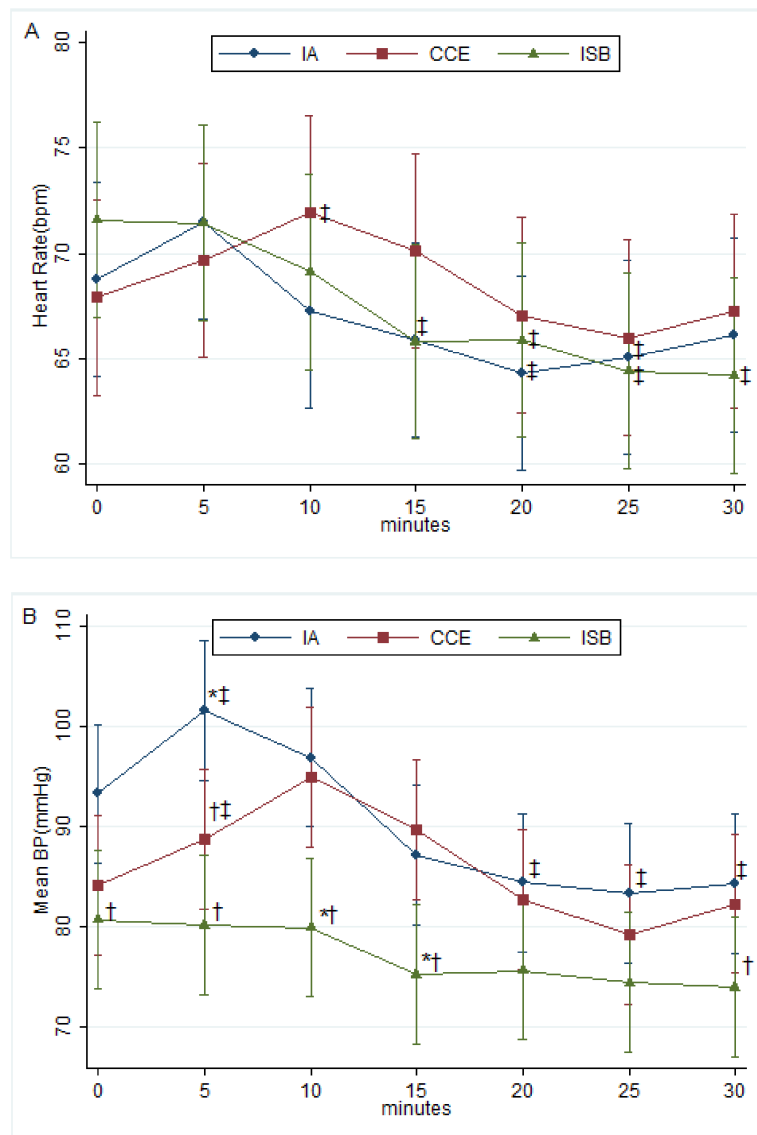 A
80
IA CCE ISB
75
‡
70
Heart Rate(bpm)
‡
‡
65
‡
‡
‡
‡
60
0 5 10 15 20 25 30
minutes
B
110
IA CCE ISB
*‡
100
†‡
90
Mean BP(mmHg)
‡ ‡ ‡
80
† † *†
*† †
70
0 5 10 15 20 25 30
minutes